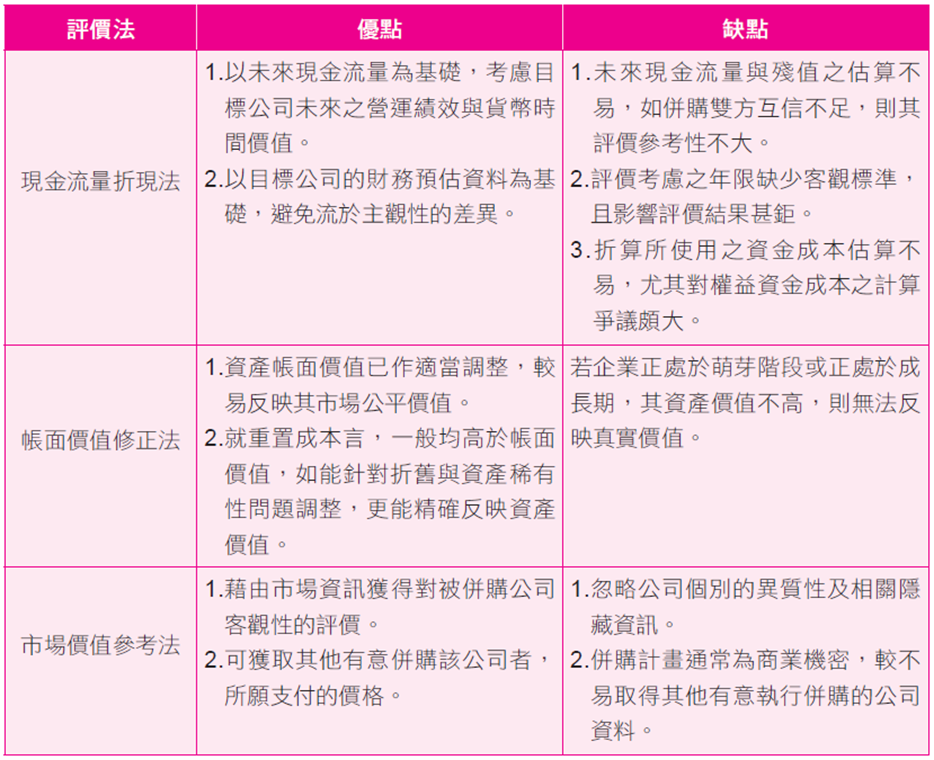 評價法
優點
缺點
現金流量折現法
1.以未來現金流量為基礎，考慮目
標公司未來之營運績效與貨幣時
間價值。
2.以目標公司的財務預估資料為基
礎，避免流於主觀性的差異。
1.未來現金流量與殘值之估算不
易，如併購雙方互信不足，則其
評價參考性不大。
2.評價考慮之年限缺少客觀標準，
且影響評價結果甚鉅。
3.折算所使用之資金成本估算不
易，尤其對權益資金成本之計算
爭議頗大。
帳面價值修正法
1.資產帳面價值已作適當調整，較
易反映其市場公平價值。
2.就重置成本言，一般均高於帳面
價值，如能針對折舊與資產稀有
性問題調整，更能精確反映資產
價值。
若企業正處於萌芽階段或正處於成
長期，其資產價值不高，則無法反
映真實價值。
市場價值參考法
1.藉由市場資訊獲得對被併購公司
客觀性的評價。
2.可獲取其他有意併購該公司者，
所願支付的價格。
1.忽略公司個別的異質性及相關隱
藏資訊。
2.併購計畫通常為商業機密，較不
易取得其他有意執行併購的公司
資料。